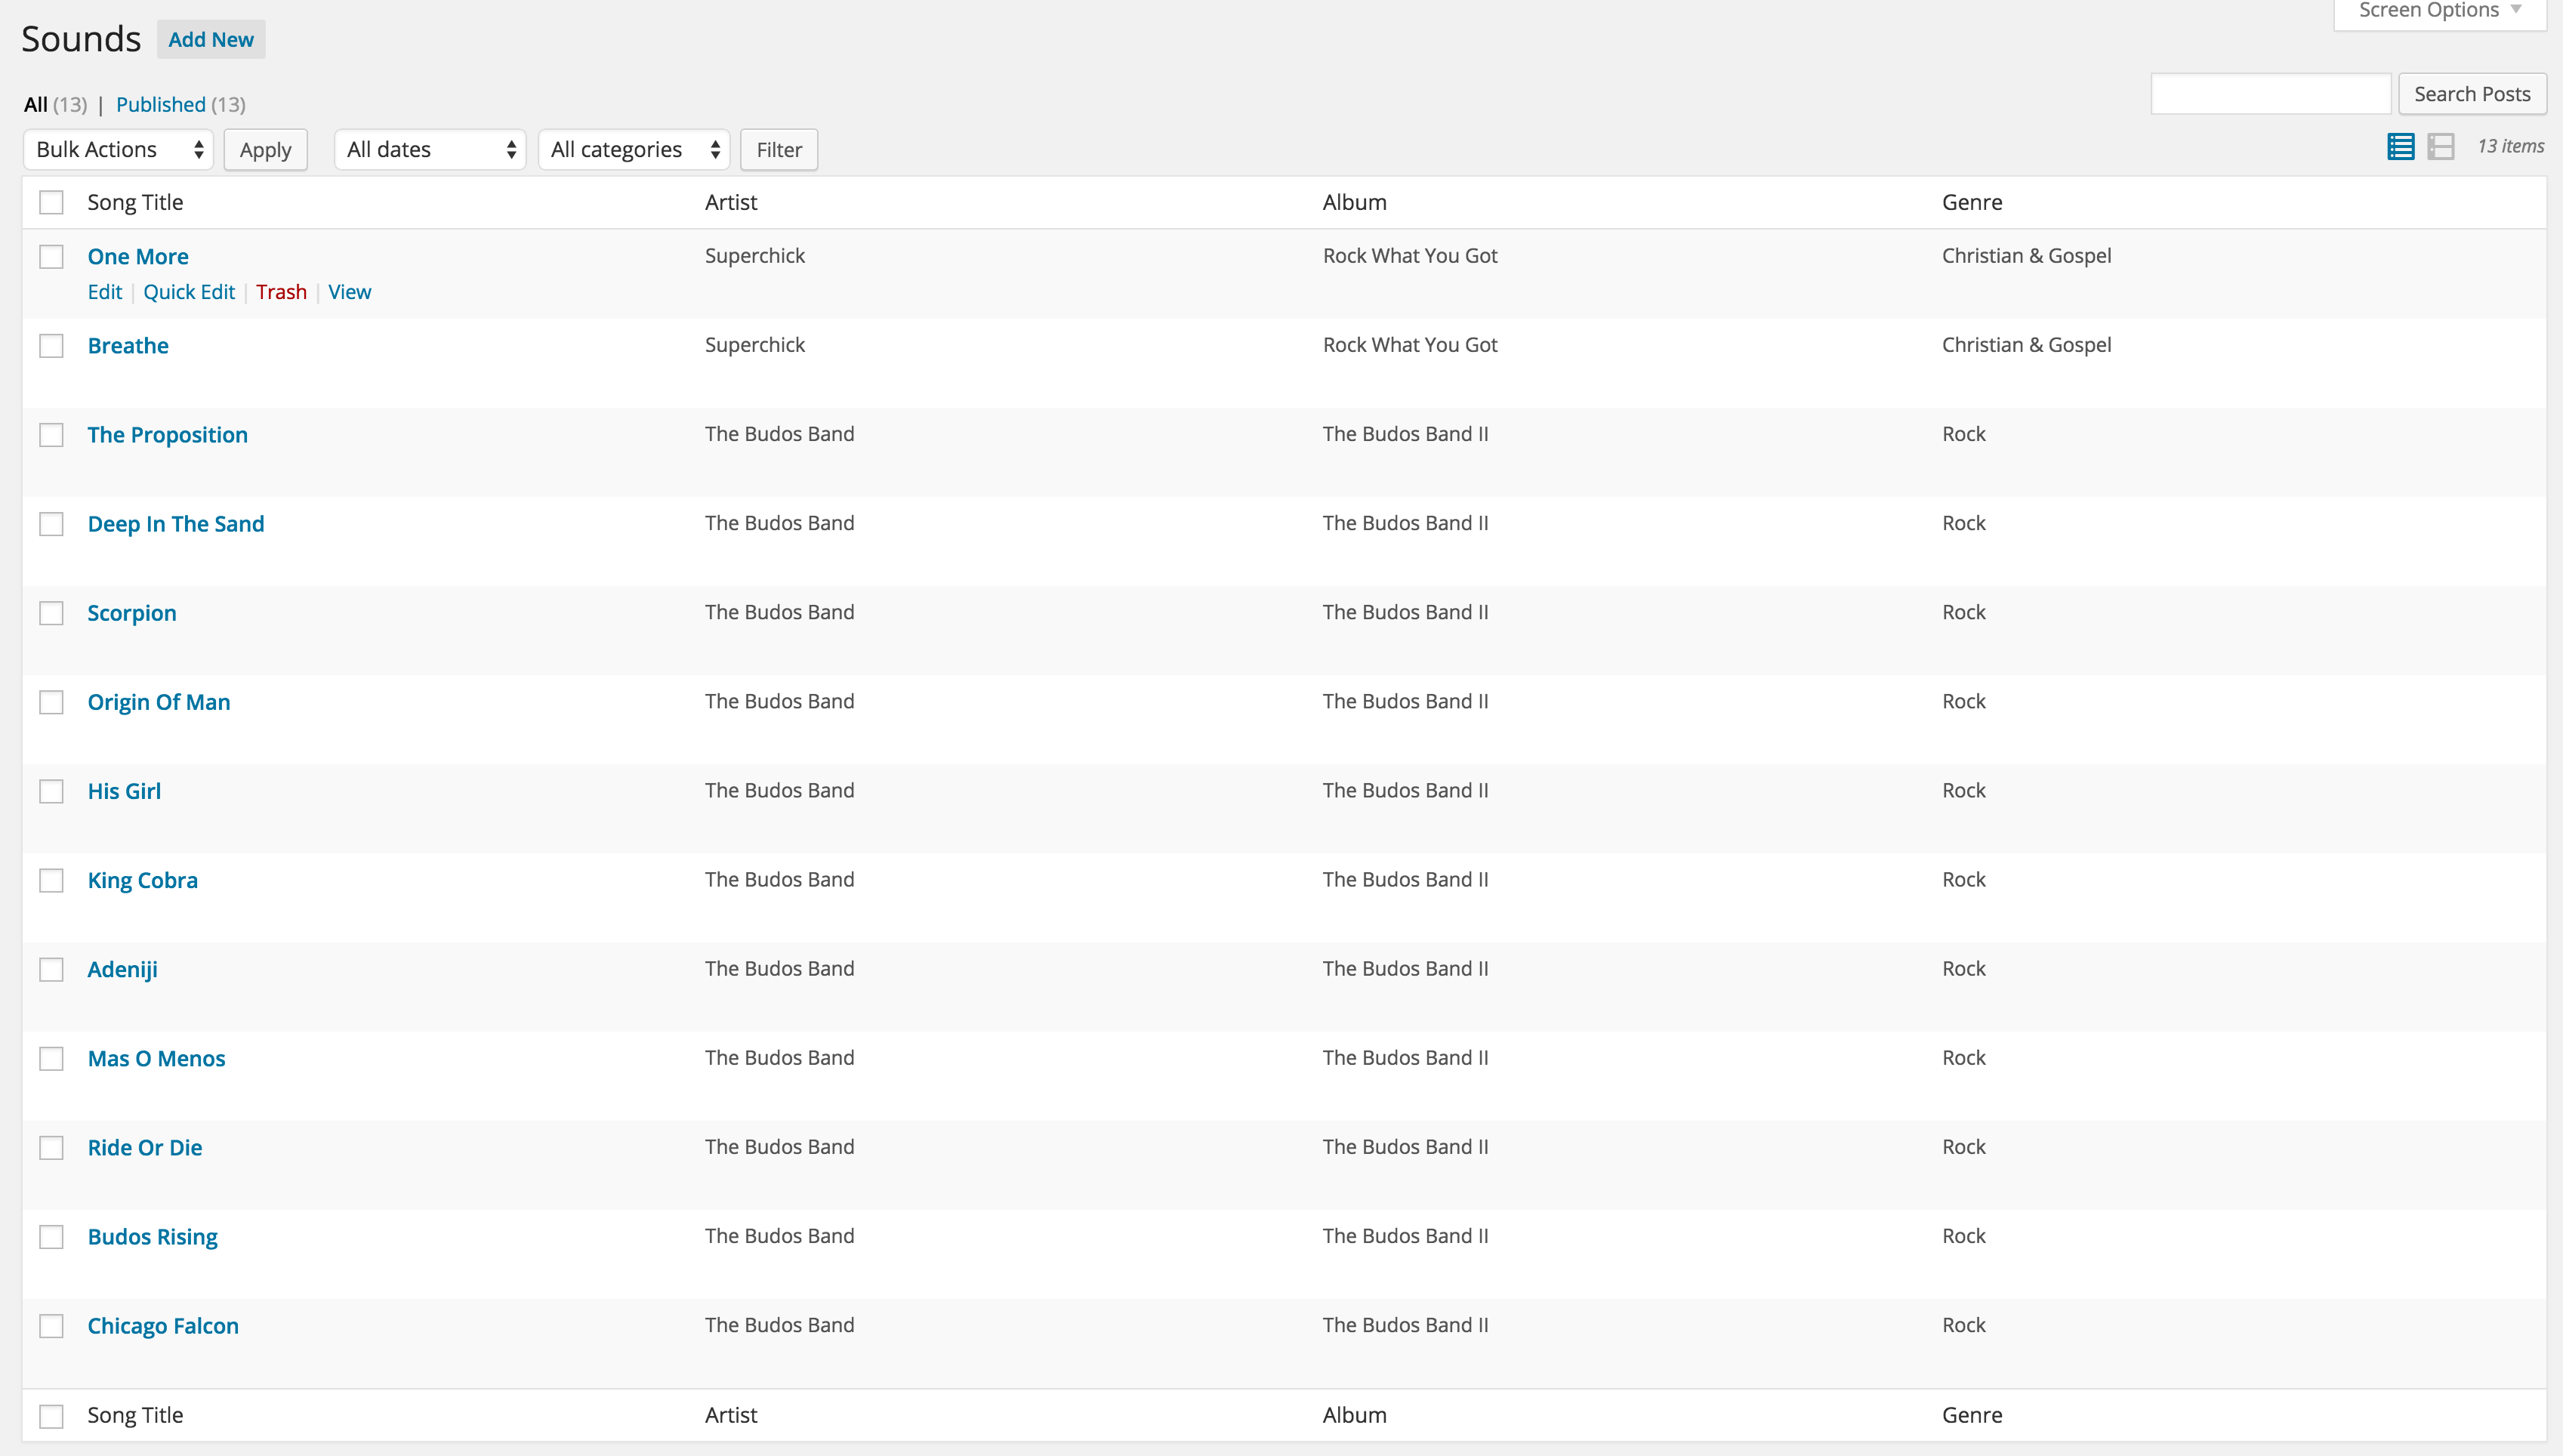 Screen Options
Sounds Add New
All (13) | Published (13)
Search Posts
Bulk Actions Apply All dates All categories Filter 13 items
Song Title Artist Album Genre
One More Superchick Rock What You Got Christian & Gospel
Edit | Quick Edit | Trash | View
Breathe Superchick Rock What You Got Christian & Gospel
The Proposition The Budos Band The Budos Band II Rock
Deep In The Sand The Budos Band The Budos Band II Rock
Scorpion The Budos Band The Budos Band II Rock
Origin Of Man The Budos Band The Budos Band II Rock
His Girl The Budos Band The Budos Band II Rock
King Cobra The Budos Band The Budos Band II Rock
Adeniji The Budos Band The Budos Band II Rock
Mas O Menos The Budos Band The Budos Band II Rock
Ride Or Die The Budos Band The Budos Band II Rock
Budos Rising The Budos Band The Budos Band II Rock
Chicago Falcon The Budos Band The Budos Band II Rock
Song Title Artist Album Genre